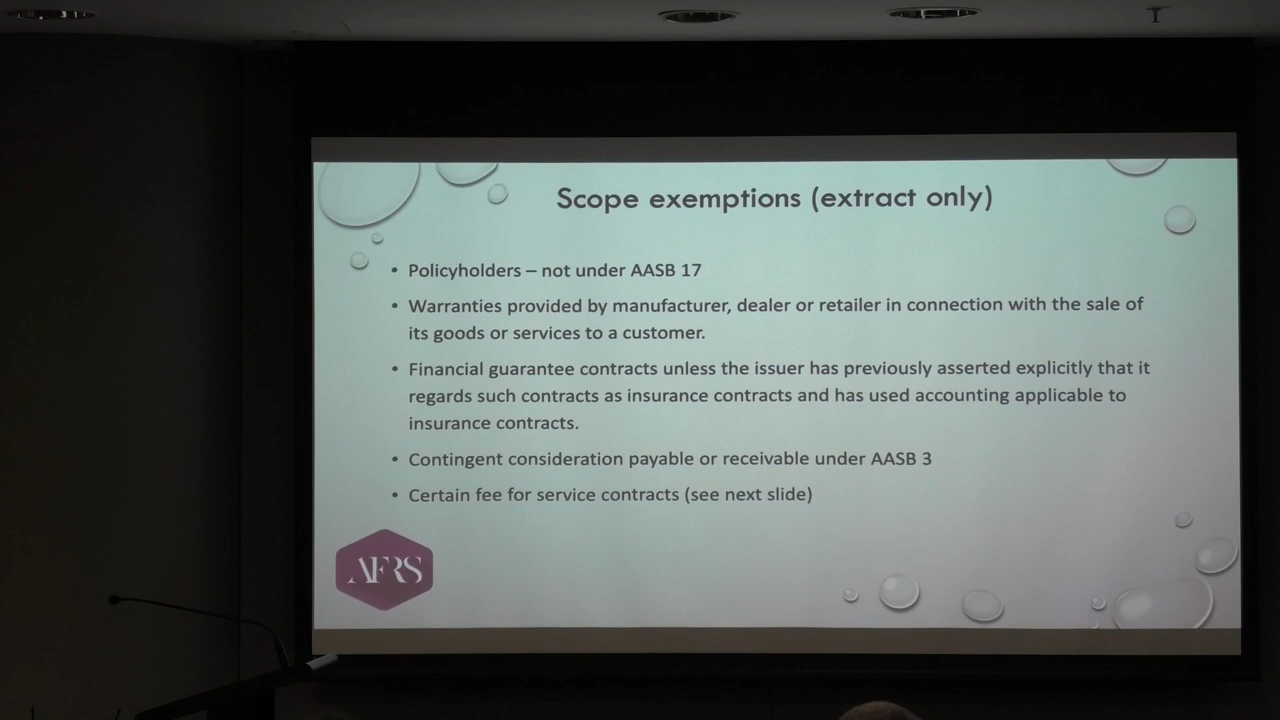 Scope exemptions (extract only)
• Policyholders – not under AASB 17
• Warranties provided by manufacturer, dealer or retailer in connection with the sale of
its goods or services to a customer.
• Financial guarantee contracts unless the issuer has previously asserted explicitly that it
regards such contracts as insurance contracts and has used accounting applicable to
insurance contracts.
• Contingent consideration payable or receivable under AASB 3
• Certain fee for service contracts (see next slide)
AFRS